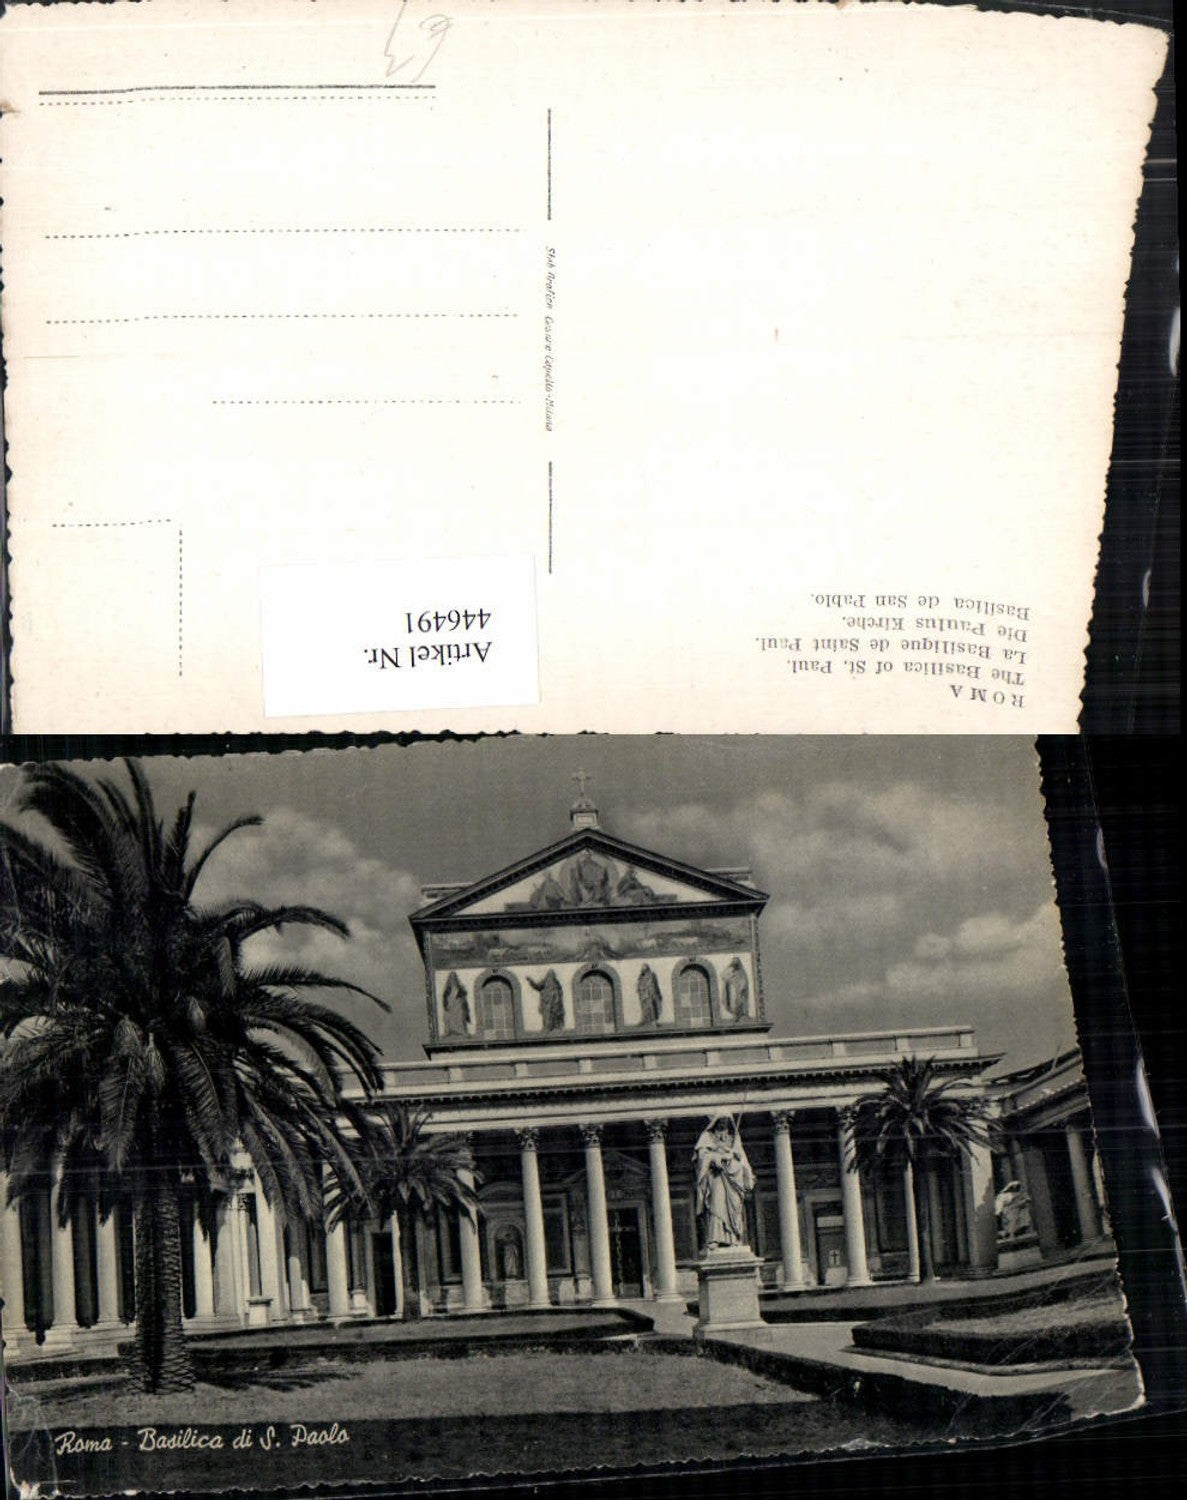 ROMA
The Basilica of St. Paul.
La Basilique de Saint Paul.
Die Paulus Kirche.
Basilica de San Pablo.
Artikel Nr.
446491
Roma - Basilica di S. Paolo